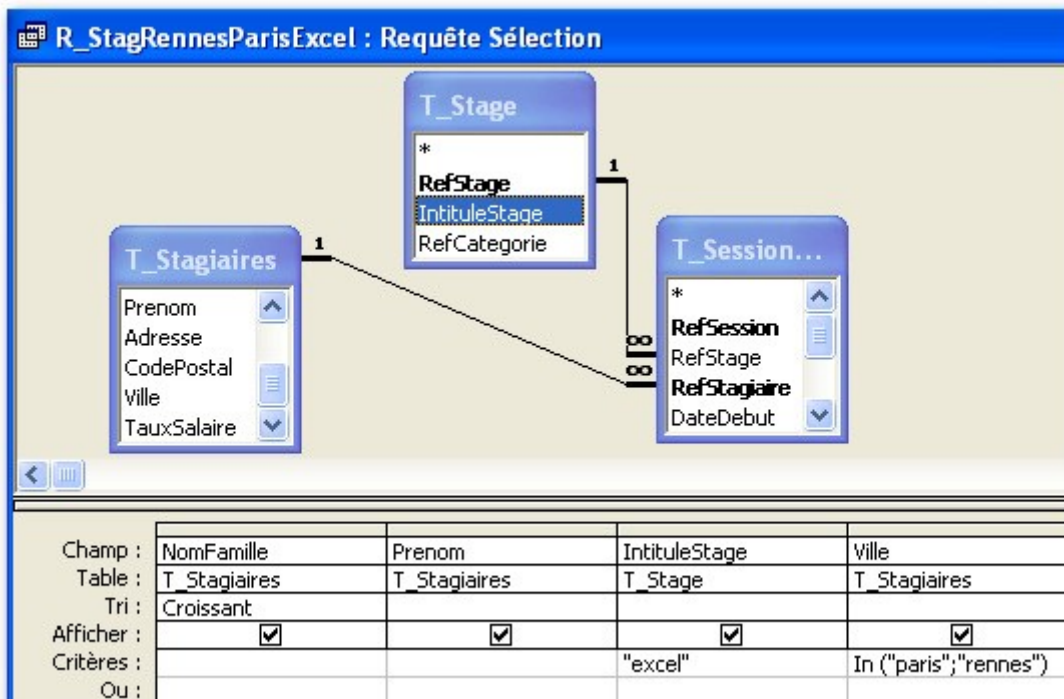 R_StagRennesParisExcel : Requête Sélection
T_Stage
*
RefStage
IntituleStage
RefCategorie
1
T_Stagiaires
Prenom
Adresse
CodePostal
Ville
TauxSalaire
1
T_Session...
*
RefSession
RefStage
RefStagiaire
DateDebut
∞
∞
Champ : NomFamille Prenom IntituleStage Ville
Table : T_Stagiaires T_Stagiaires T_Stage T_Stagiaires
Tri : Croissant
Afficher :
Critères : "excel" In ("paris";"rennes")
Ou :